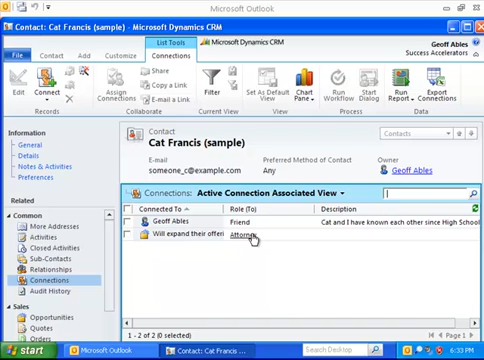 Microsoft Outlook
Contact: Cat Francis (sample) - Microsoft Dynamics CRM
List Tools
Microsoft Dynamics CRM
Geoff Ables
Success Accelerators
File
Contact
Add
Customize
Connections
Edit
Connect
Records
Assign Connections
Share
Copy a Link
E-mail a Link
Collaborate
Filter
Current View
Set As Default View
Chart Pane
View
Run Workflow
Start Dialog
Process
Run Report
Export Connections
Data
Information
General
Details
Notes & Activities
Preferences
Related
Common
More Addresses
Activities
Closed Activities
Sub-Contacts
Relationships
Connections
Audit History
Sales
Opportunities
Quotes
Orders
Contact
Contacts
Cat Francis (sample)
E-mail
Preferred Method of Contact
Owner
someone_c@example.com
Any
Geoff Ables
Connections:
Active Connection Associated View
Connected To
Role (To)
Description
Geoff Ables
Friend
Cat and I have known each other since High School
Will expand their offeri
Attorney
1 - 2 of 2 (0 selected)
Page 1
start
Microsoft Outlook
Contact: Cat Francis ...
Search Desktop
6:33 PM